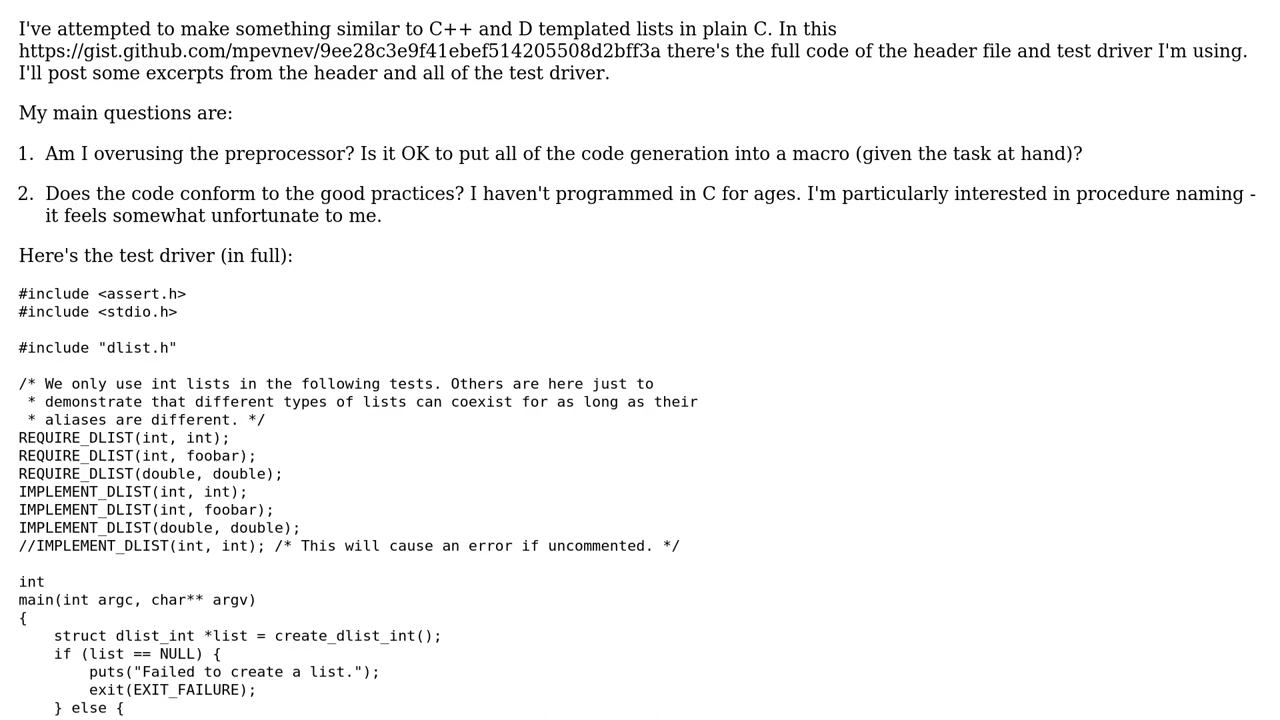 I've attempted to make something similar to C++ and D templated lists in plain C. In this
https://gist.github.com/mpevnev/9ee28c3e9f41ebef514205508d2bff3a there's the full code of the header file and test driver I'm using.
I'll post some excerpts from the header and all of the test driver.

My main questions are:

1. Am I overusing the preprocessor? Is it OK to put all of the code generation into a macro (given the task at hand)?

2. Does the code conform to the good practices? I haven't programmed in C for ages. I'm particularly interested in procedure naming -
it feels somewhat unfortunate to me.

Here's the test driver (in full):

#include <assert.h>
#include <stdio.h>

#include "dlist.h"

/* We only use int lists in the following tests. Others are here just to
 * demonstrate that different types of lists can coexist for as long as their
 * aliases are different. */
REQUIRE_DLIST(int, int);
REQUIRE_DLIST(int, foobar);
REQUIRE_DLIST(double, double);
IMPLEMENT_DLIST(int, int);
IMPLEMENT_DLIST(int, foobar);
IMPLEMENT_DLIST(double, double);
//IMPLEMENT_DLIST(int, int); /* This will cause an error if uncommented. */

int
main(int argc, char** argv)
{
    struct dlist_int *list = create_dlist_int();
    if (list == NULL) {
        puts("Failed to create a list.");
        exit(EXIT_FAILURE);
    } else {